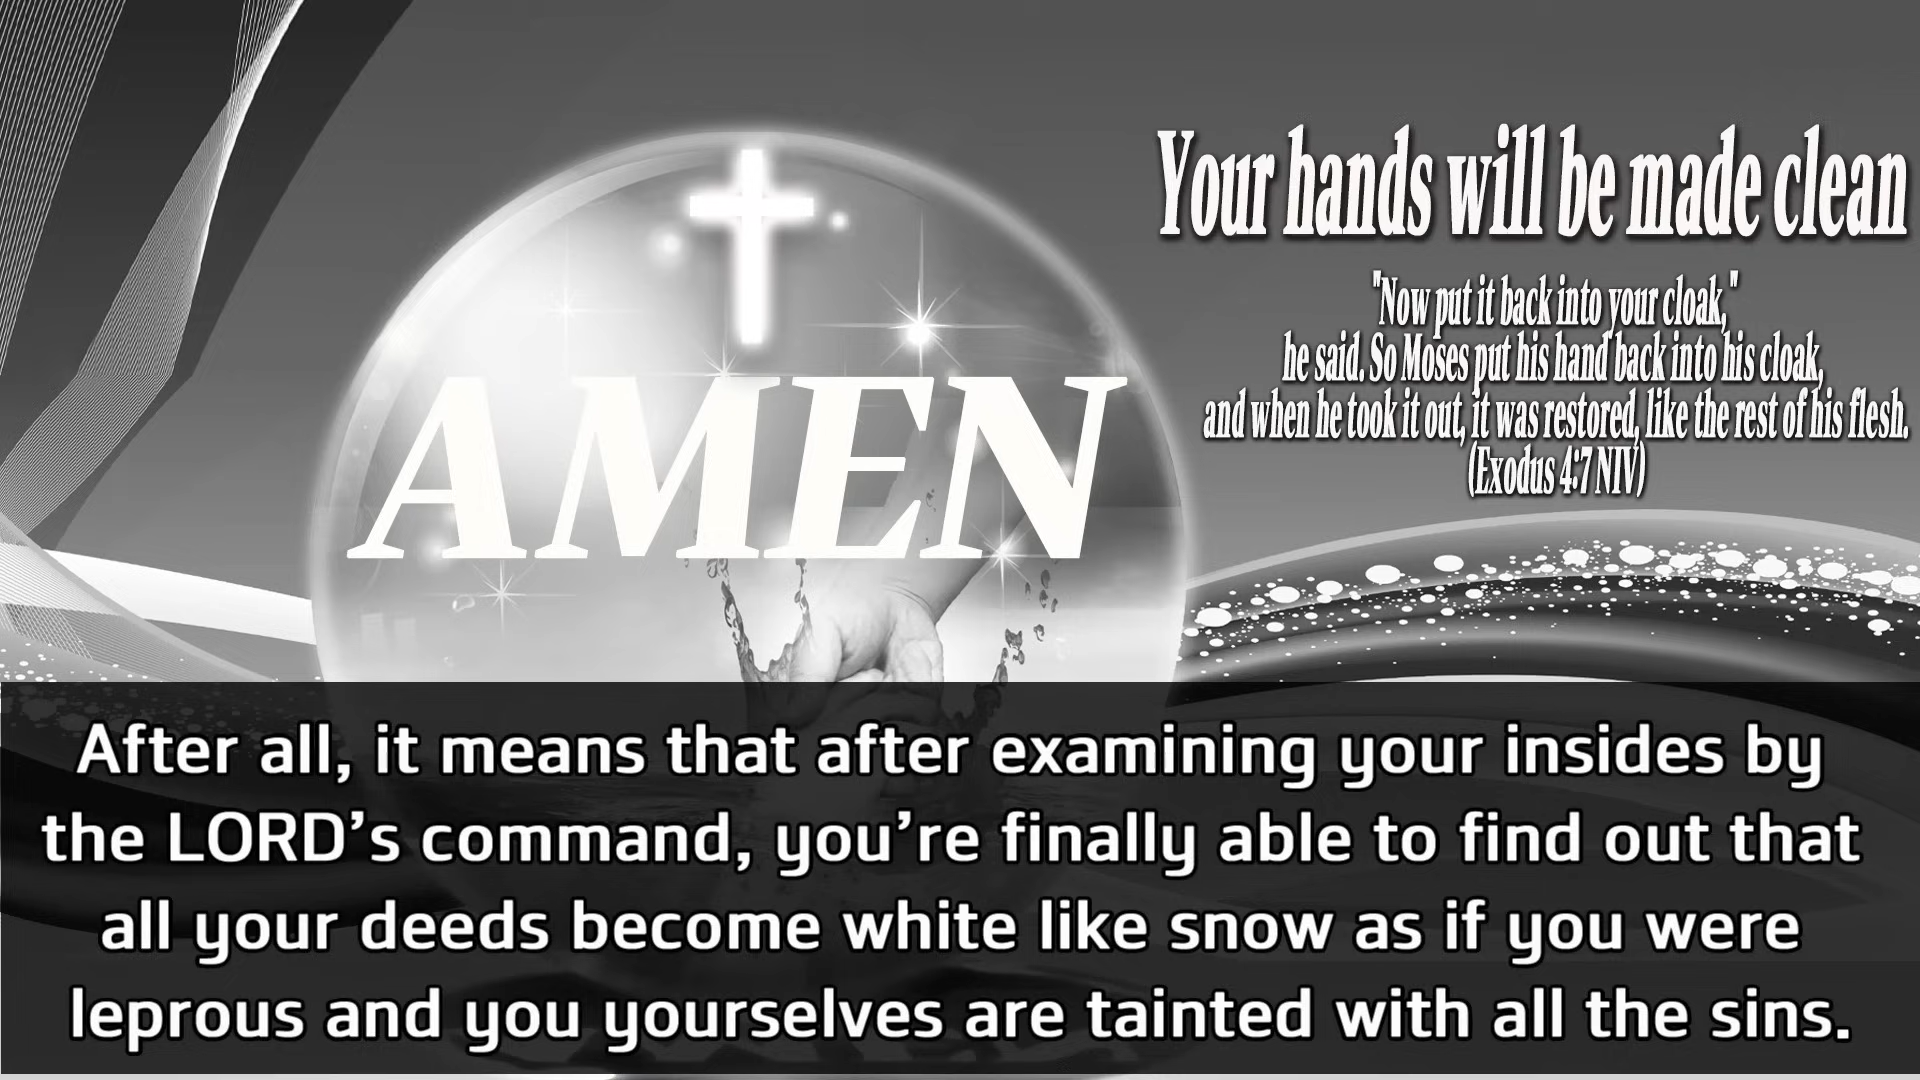 Your hands will be made clean
"Now put it back into your cloak,"
he said. So Moses put his hand back into his cloak,
and when he took it out, it was restored, like the rest of his flesh.
(Exodus 4:7 NIV)
AMEN
After all, it means that after examining your insides by
the LORD’s command, you’re finally able to find out that
all your deeds become white like snow as if you were
leprous and you yourselves are tainted with all the sins.